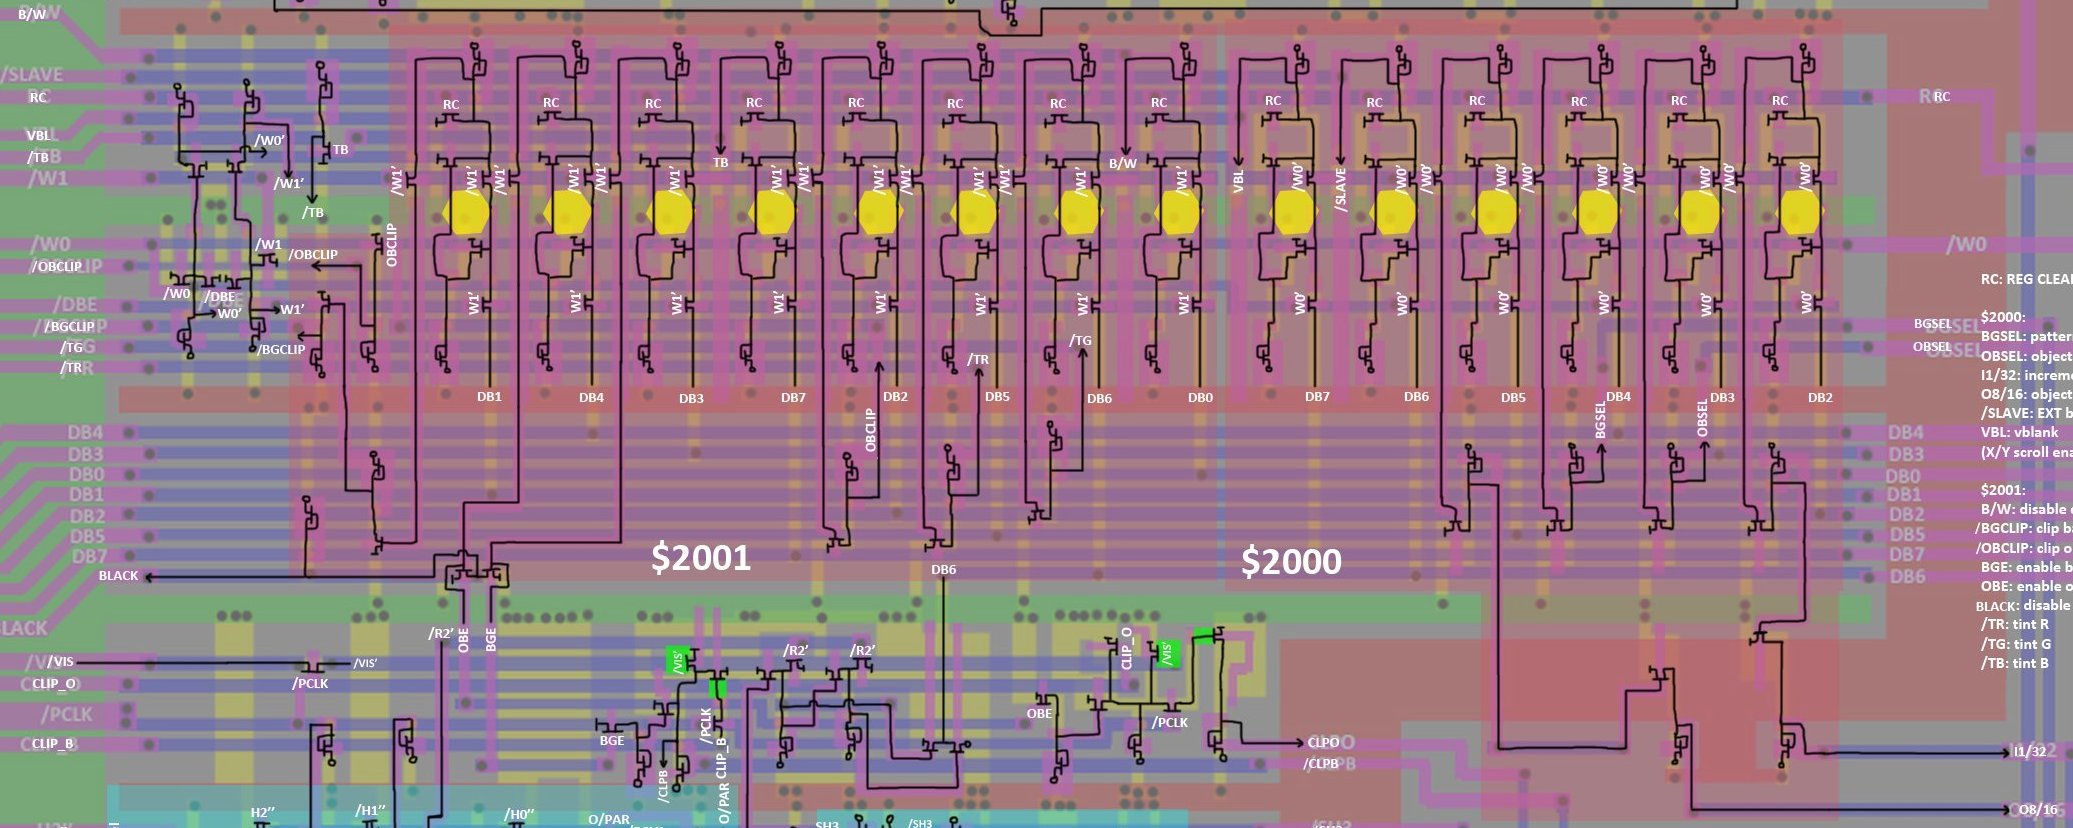 B/W
/SLAVE
RC
VBL
/TB
/W1
/W0'
TB
/W1'
/TB
/W0
/OBCLIP
/W1
/OBCLIP
OBCLIP
/W0
/DBE
/DBE
W0'
W1'
/BGCLIP
/BGCLIP
/TG
/TR
RC RC RC RC RC RC RC RC RC RC RC RC RC RC
RC
TB
B/W
VBL
/SLAVE
/W1' /W1' /W1' /W1' /W1' /W1' /W1' /W1' /W1' /W1' /W1' /W1' /W1'
/W0' /W0' /W0' /W0' /W0' /W0' /W0' /W0' /W0' /W0'
/W0
W1' W1' W1' W1' W1' W1' W1' W1'
W0' W0' W0' W0' W0' W0'
/TR
/TG
OBCLIP
BGSEL
OBSEL
BGSEL
OBSEL
DB1 DB4 DB3 DB7 DB2 DB5 DB6 DB0 DB7 DB6 DB5 DB4 DB3 DB2
RC: REG CLEA
$2000:
BGSEL: patter
OBSEL: object
I1/32: increm
O8/16: object
/SLAVE: EXT b
VBL: vblank
(X/Y scroll ena
$2001:
B/W: disable
/BGCLIP: clip b
/OBCLIP: clip o
BGE: enable b
OBE: enable o
BLACK: disable
/TR: tint R
/TG: tint G
/TB: tint B
DB4
DB3
DB0
DB1
DB2
DB5
DB7
DB4
DB3
DB0
DB1
DB2
DB5
DB7
DB6
BLACK
$2001
$2000
DB6
LACK
/R2'
OBE
BGE
/VIS
/VIS'
/PCLK
CLIP_O
/PCLK
CLIP_B
/VIS'
/R2'
/R2'
CLIP_O
/VIS'
BGE
/PCLK
OBE
/PCLK
/CLPB
O/PAR CLIP_B
CLPO
/CLPB
I1/32
O8/16
H2''
/H1''
/H0''
O/PAR
SH3
/SH3